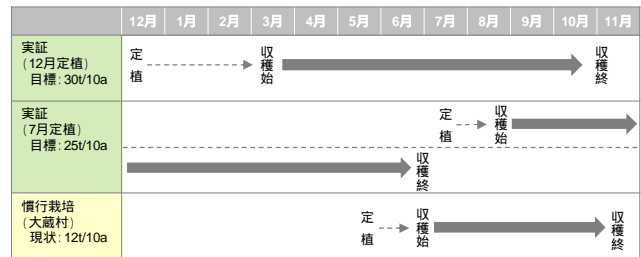 12月 1月 2月 3月 4月 5月 6月 7月 8月 9月 10月 11月
実証
(12月定植)
目標:30t/10a
定植
収穫始
収穫終
実証
(7月定植)
目標:25t/10a
定植
収穫始
収穫終
慣行栽培
(大蔵村)
現状:12t/10a
定植
収穫始
収穫終